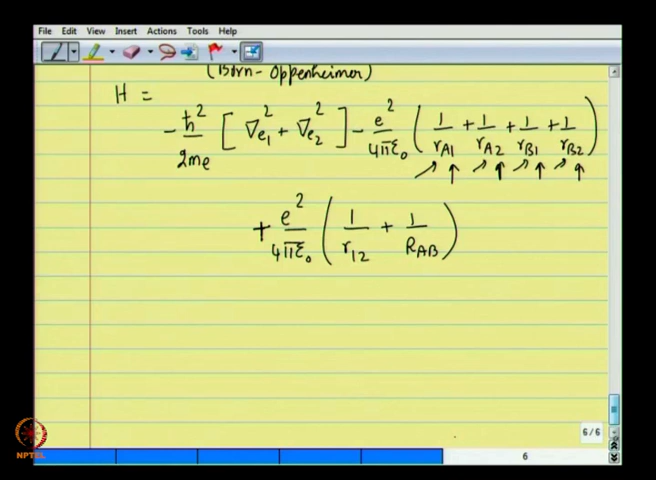 File Edit View Insert Actions Tools Help
(Born-Oppenheimer)
H =
- ħ²/2me [ ∇²e₁ + ∇²e₂ ] - e²/4πε₀ ( 1/rA1 + 1/rA2 + 1/rB1 + 1/rB2 )
+ e²/4πε₀ ( 1/r12 + 1/RAB )
6/6
NPTEL
6